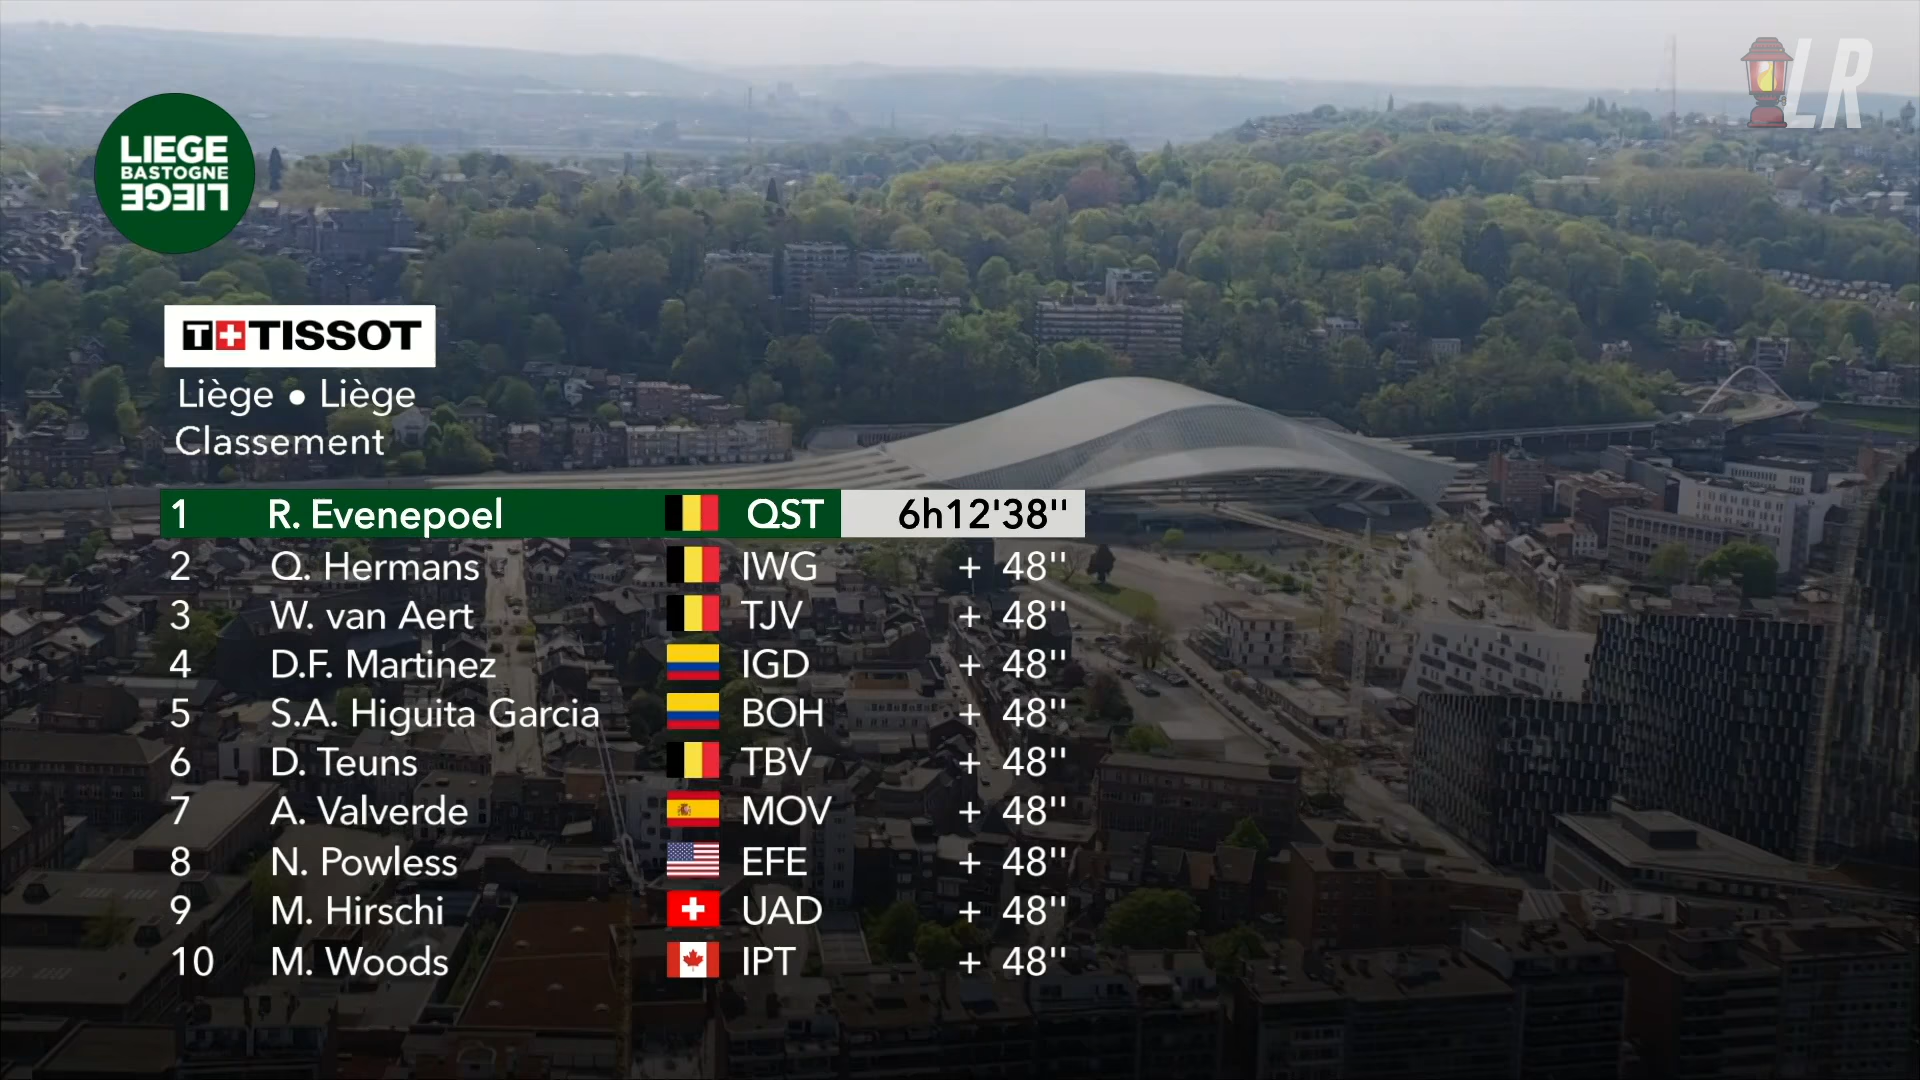 LR
LIEGE
BASTOGNE
LIEGE
T+TISSOT
Liège • Liège
Classement
1 R. Evenepoel QST 6h12'38''
2 Q. Hermans IWG + 48''
3 W. van Aert TJV + 48''
4 D.F. Martinez IGD + 48''
5 S.A. Higuita Garcia BOH + 48''
6 D. Teuns TBV + 48''
7 A. Valverde MOV + 48''
8 N. Powless EFE + 48''
9 M. Hirschi UAD + 48''
10 M. Woods IPT + 48''